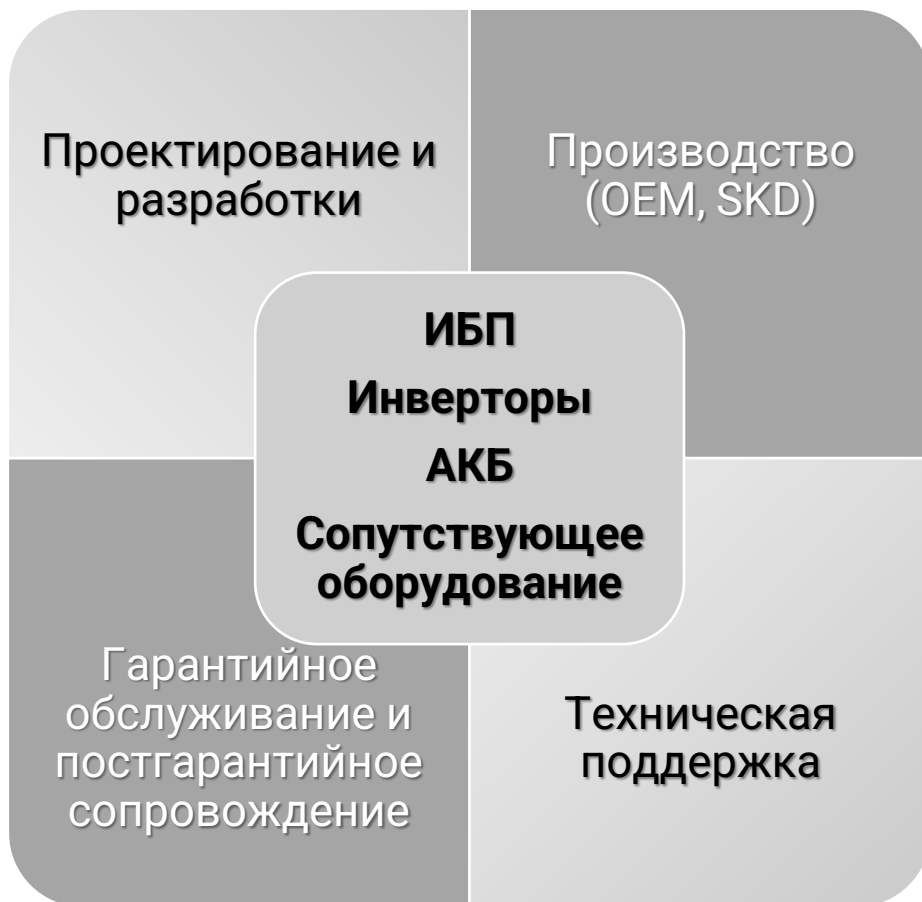 Проектирование и
разработки
Производство
(OEM, SKD)
ИБП
Инверторы
АКБ
Сопутствующее
оборудование
Гарантийное
обслуживание и
постгарантийное
сопровождение
Техническая
поддержка